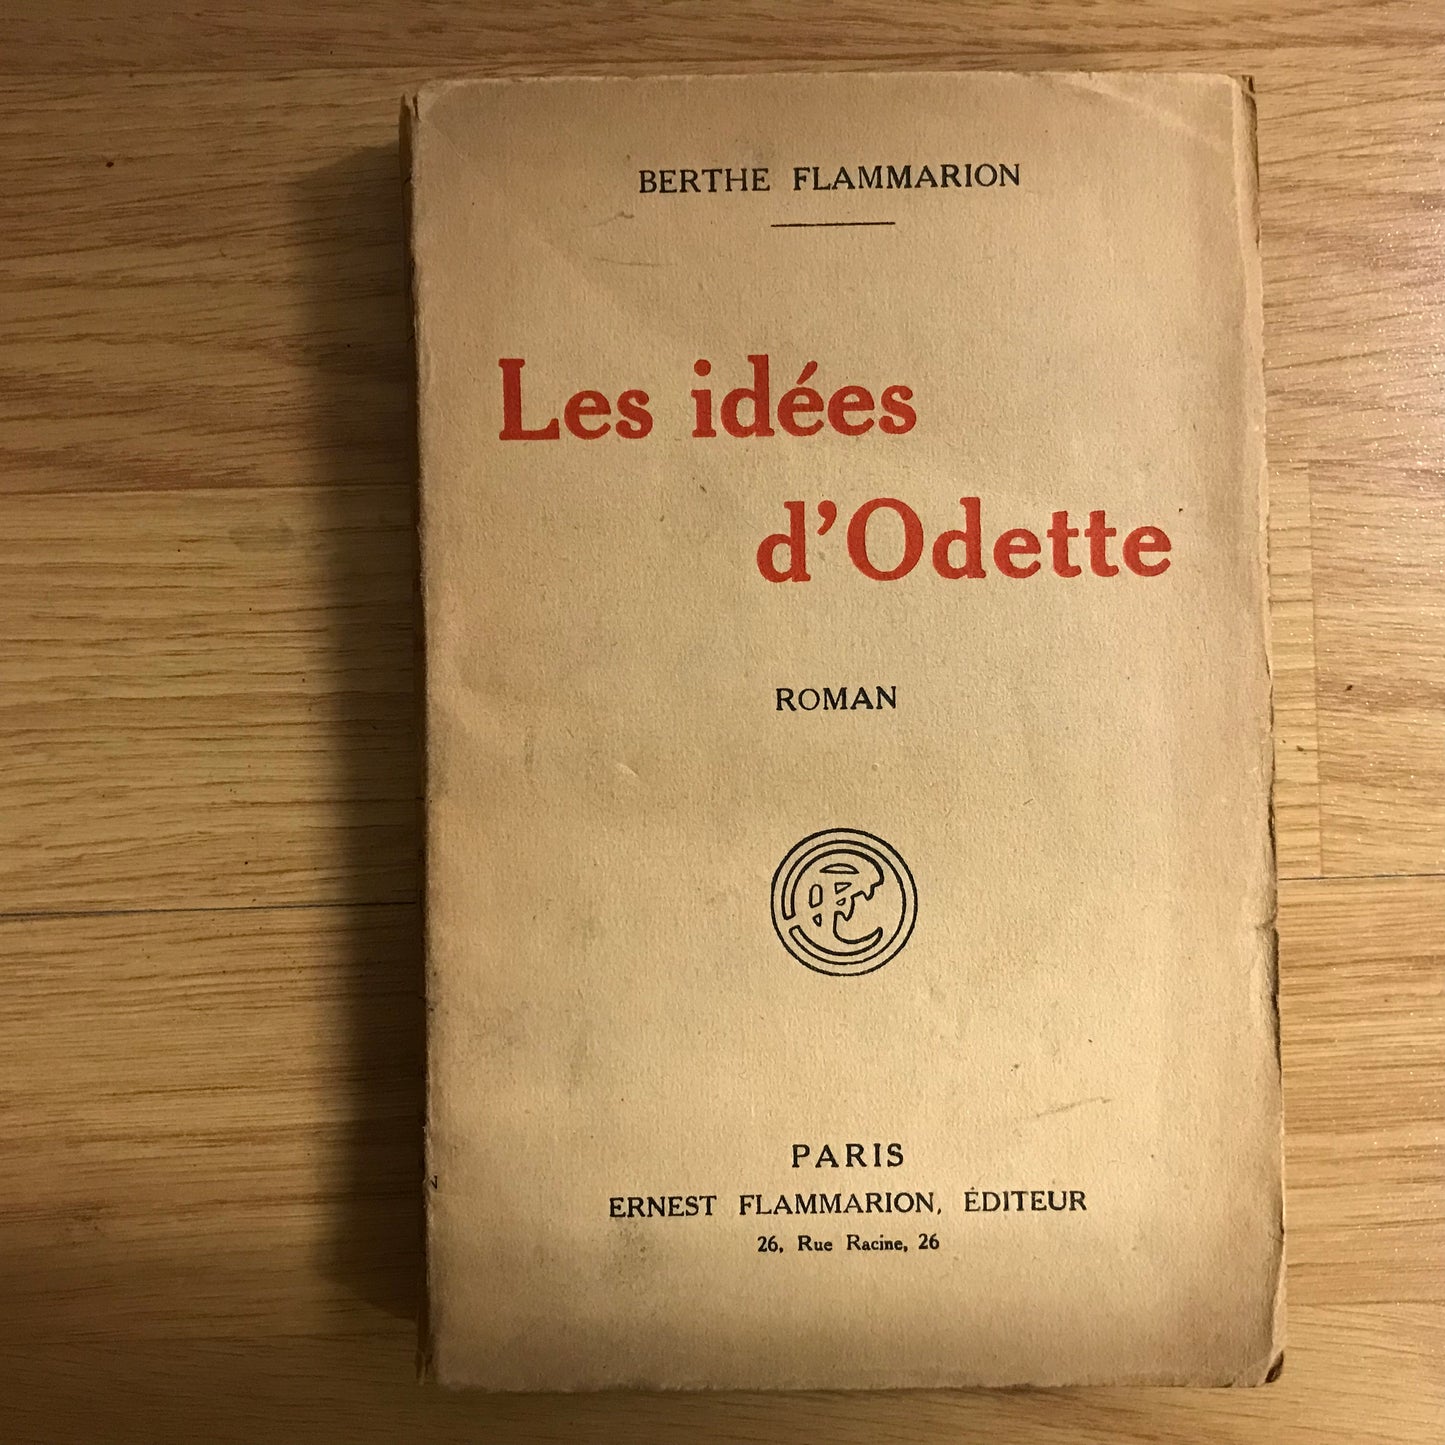 BERTHE FLAMMARION
Les idées
d'Odette
ROMAN
PARIS
ERNEST FLAMMARION, ÉDITEUR
26, Rue Racine, 26